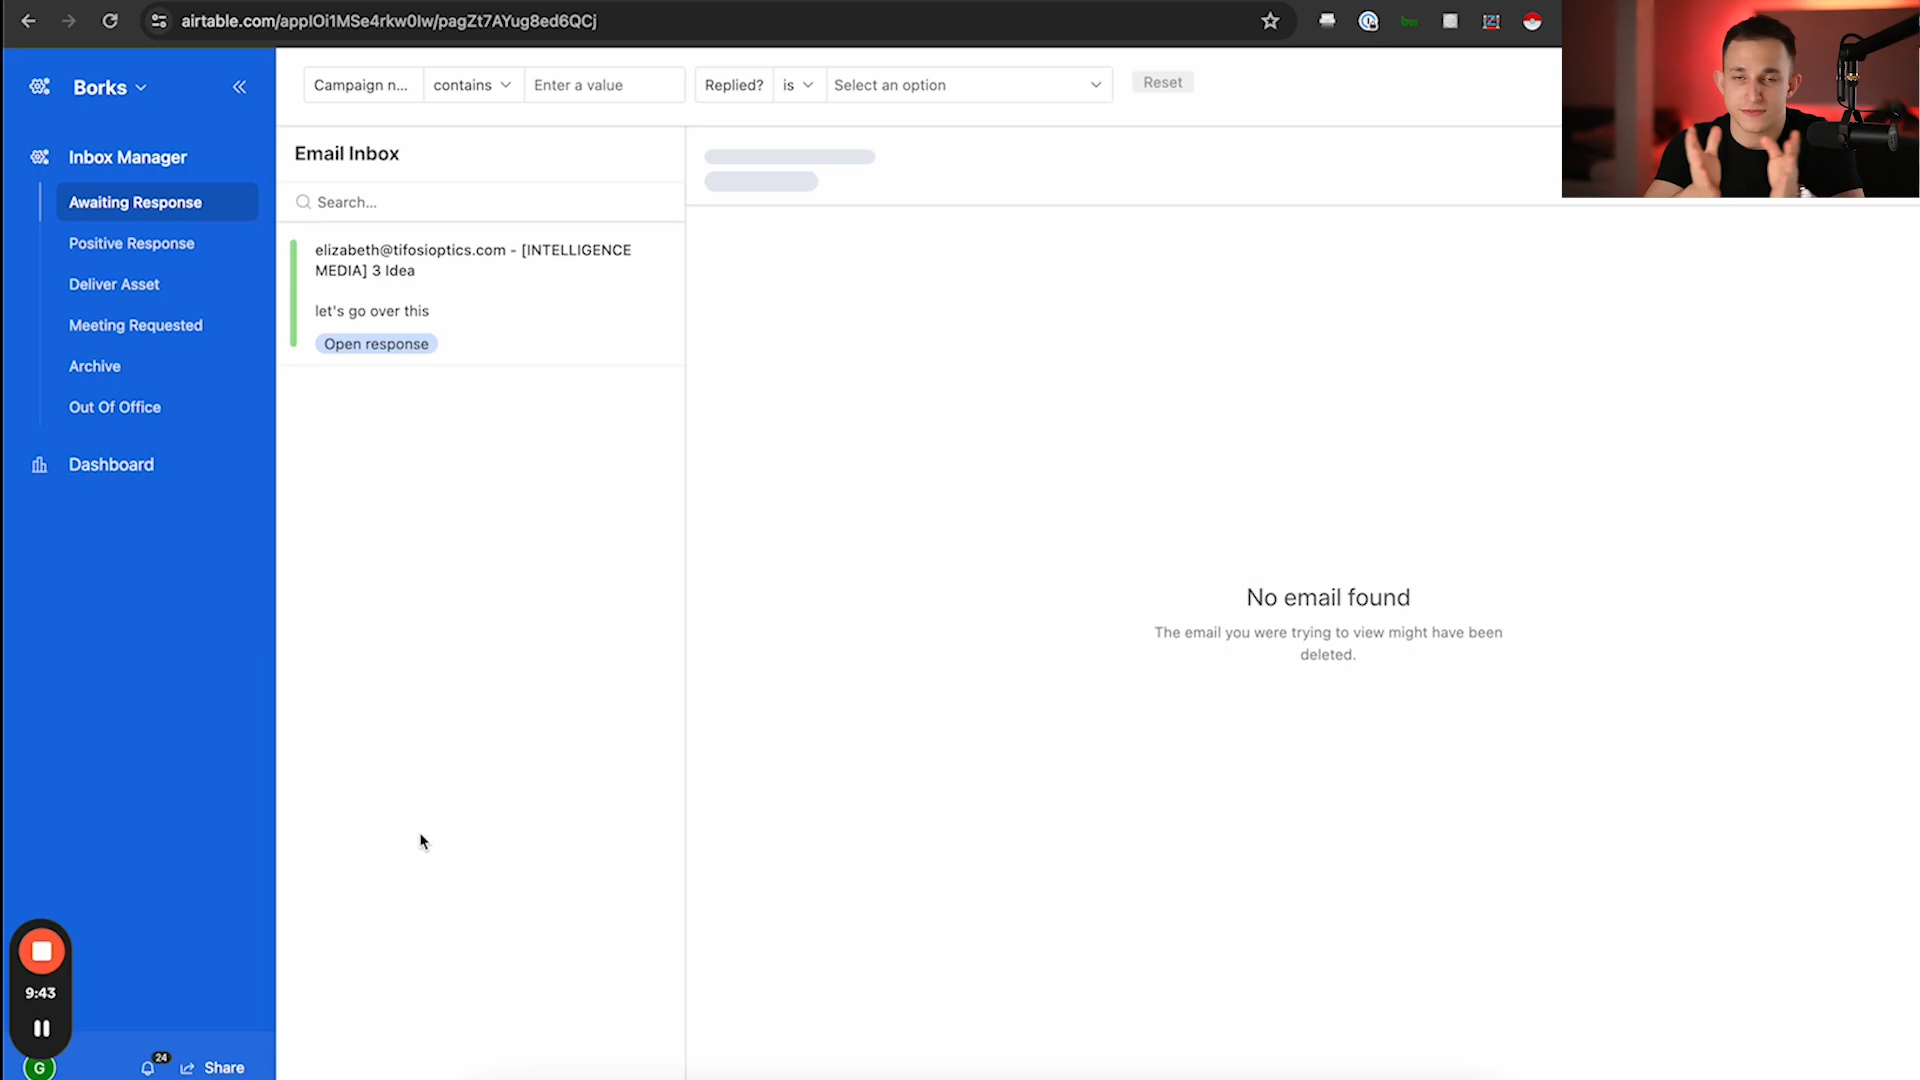 airtable.com/appIOi1MSe4rkw0lw/pagZt7AYug8ed6QCj
Borks
Campaign n...
contains
Enter a value
Replied?
is
Select an option
Reset
Inbox Manager
Awaiting Response
Positive Response
Deliver Asset
Meeting Requested
Archive
Out Of Office
Dashboard
Email Inbox
Search...
elizabeth@tifosioptics.com - [INTELLIGENCE
MEDIA] 3 Idea
let's go over this
Open response
No email found
The email you were trying to view might have been
deleted.
9:43
G
24
Share